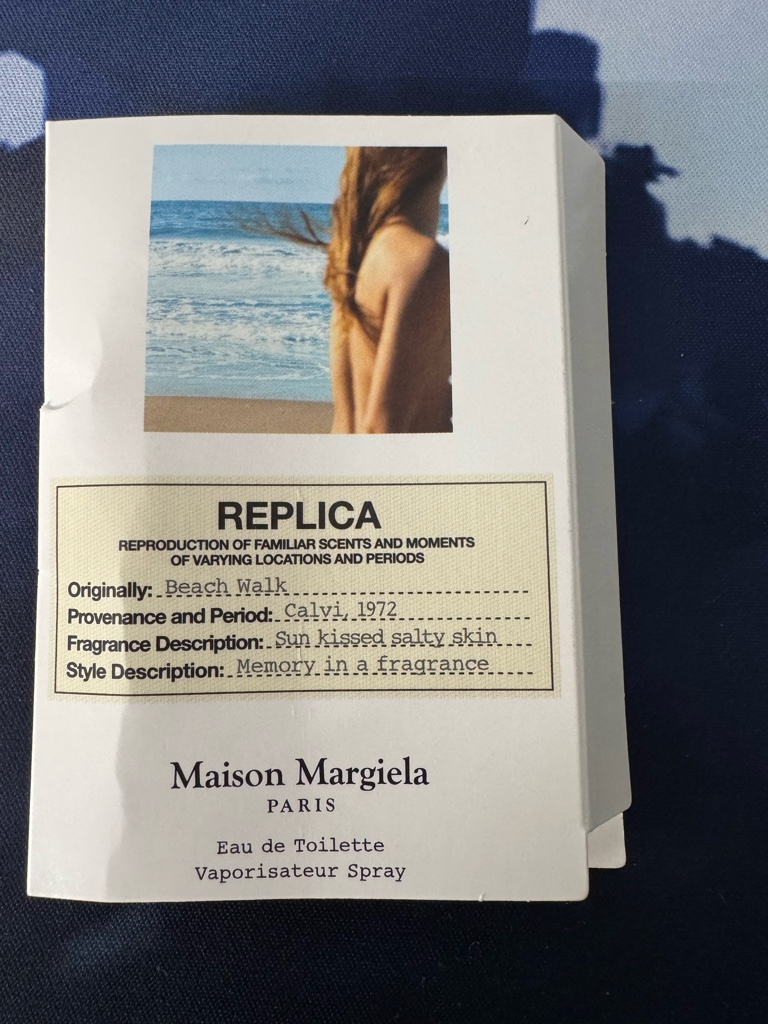 REPLICA
REPRODUCTION OF FAMILIAR SCENTS AND MOMENTS
OF VARYING LOCATIONS AND PERIODS
Originally: Beach Walk
Provenance and Period: Calvi, 1972
Fragrance Description: Sun kissed salty skin
Style Description: Memory in a fragrance
Maison Margiela
PARIS
Eau de Toilette
Vaporisateur Spray